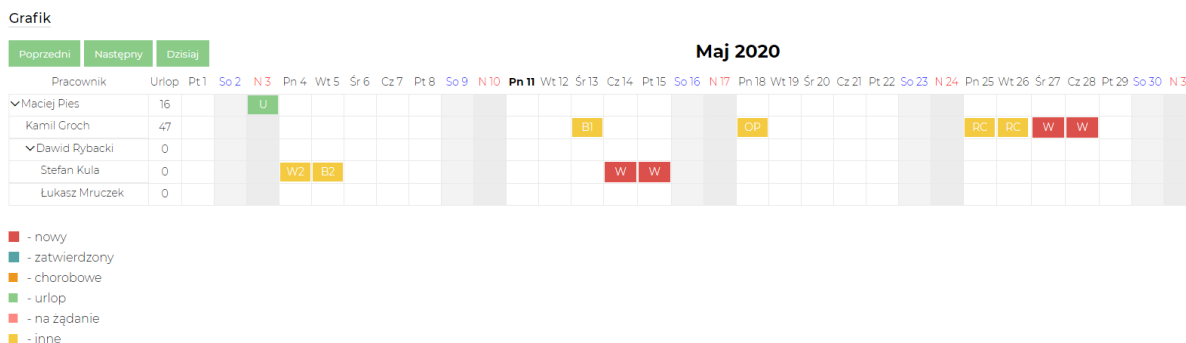 Grafik
Poprzedni Następny Dzisiaj
Maj 2020
Pracownik Urlop Pt 1 So 2 N 3 Pn 4 Wt 5 Śr 6 Cz 7 Pt 8 So 9 N 10 Pn 11 Wt 12 Śr 13 Cz 14 Pt 15 So 16 N 17 Pn 18 Wt 19 Śr 20 Cz 21 Pt 22 So 23 N 24 Pn 25 Wt 26 Śr 27 Cz 28 Pt 29 So 30 N 3
Maciej Pies 16 U
Kamil Groch 47 B1 OP RC RC W W
Dawid Rybacki 0
Stefan Kula 0 W2 B2 W W
Łukasz Mruczek 0
- nowy
- zatwierdzony
- chorobowe
- urlop
- na żądanie
- inne